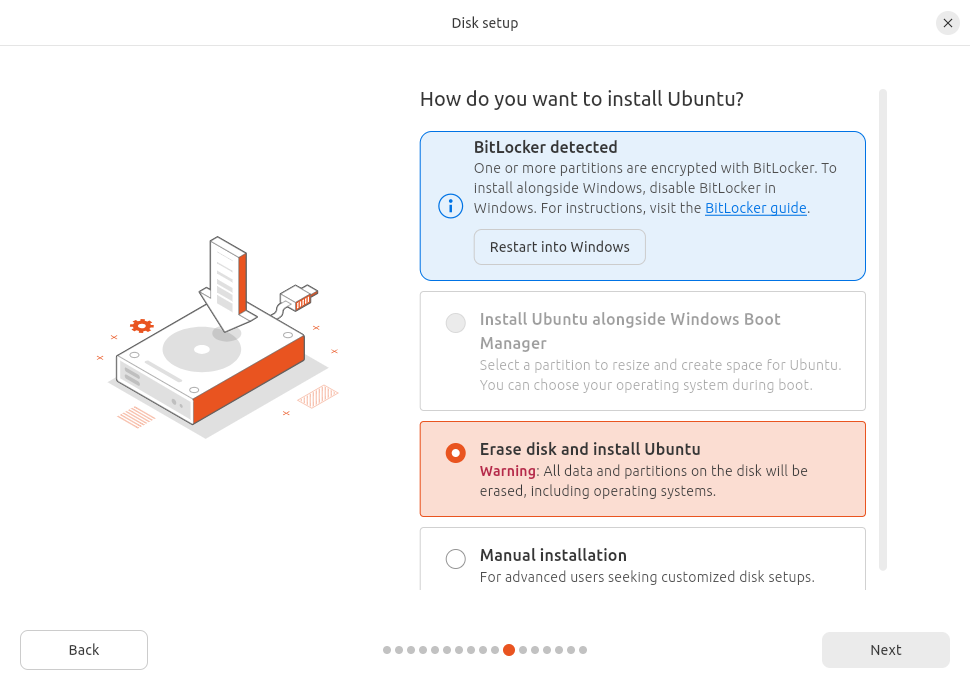 Disk setup
How do you want to install Ubuntu?
BitLocker detected
One or more partitions are encrypted with BitLocker. To
install alongside Windows, disable BitLocker in
Windows. For instructions, visit the BitLocker guide.
Restart into Windows
Install Ubuntu alongside Windows Boot
Manager
Select a partition to resize and create space for Ubuntu.
You can choose your operating system during boot.
Erase disk and install Ubuntu
Warning: All data and partitions on the disk will be
erased, including operating systems.
Manual installation
For advanced users seeking customized disk setups.
Back
Next